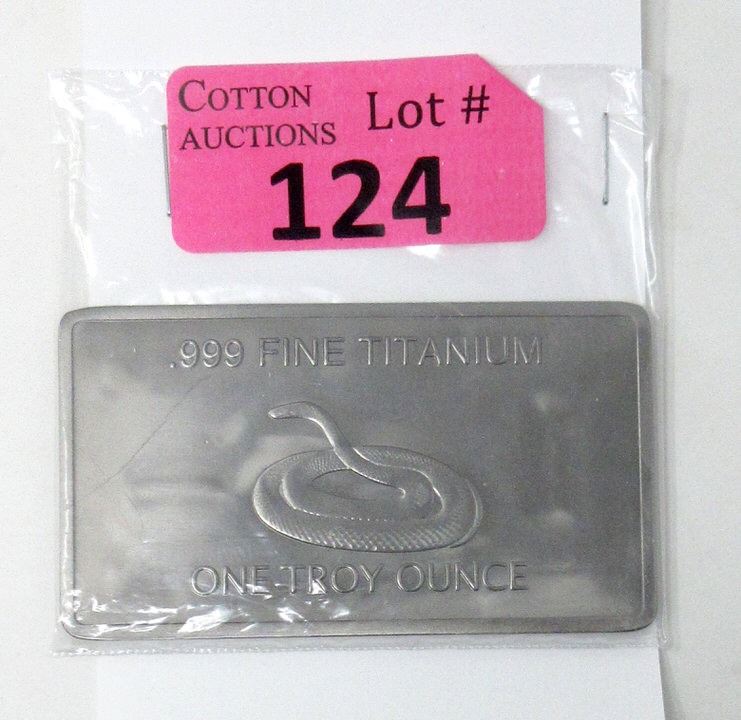 COTTON
AUCTIONS
Lot #
124
.999 FINE TITANIUM
ONE TROY OUNCE